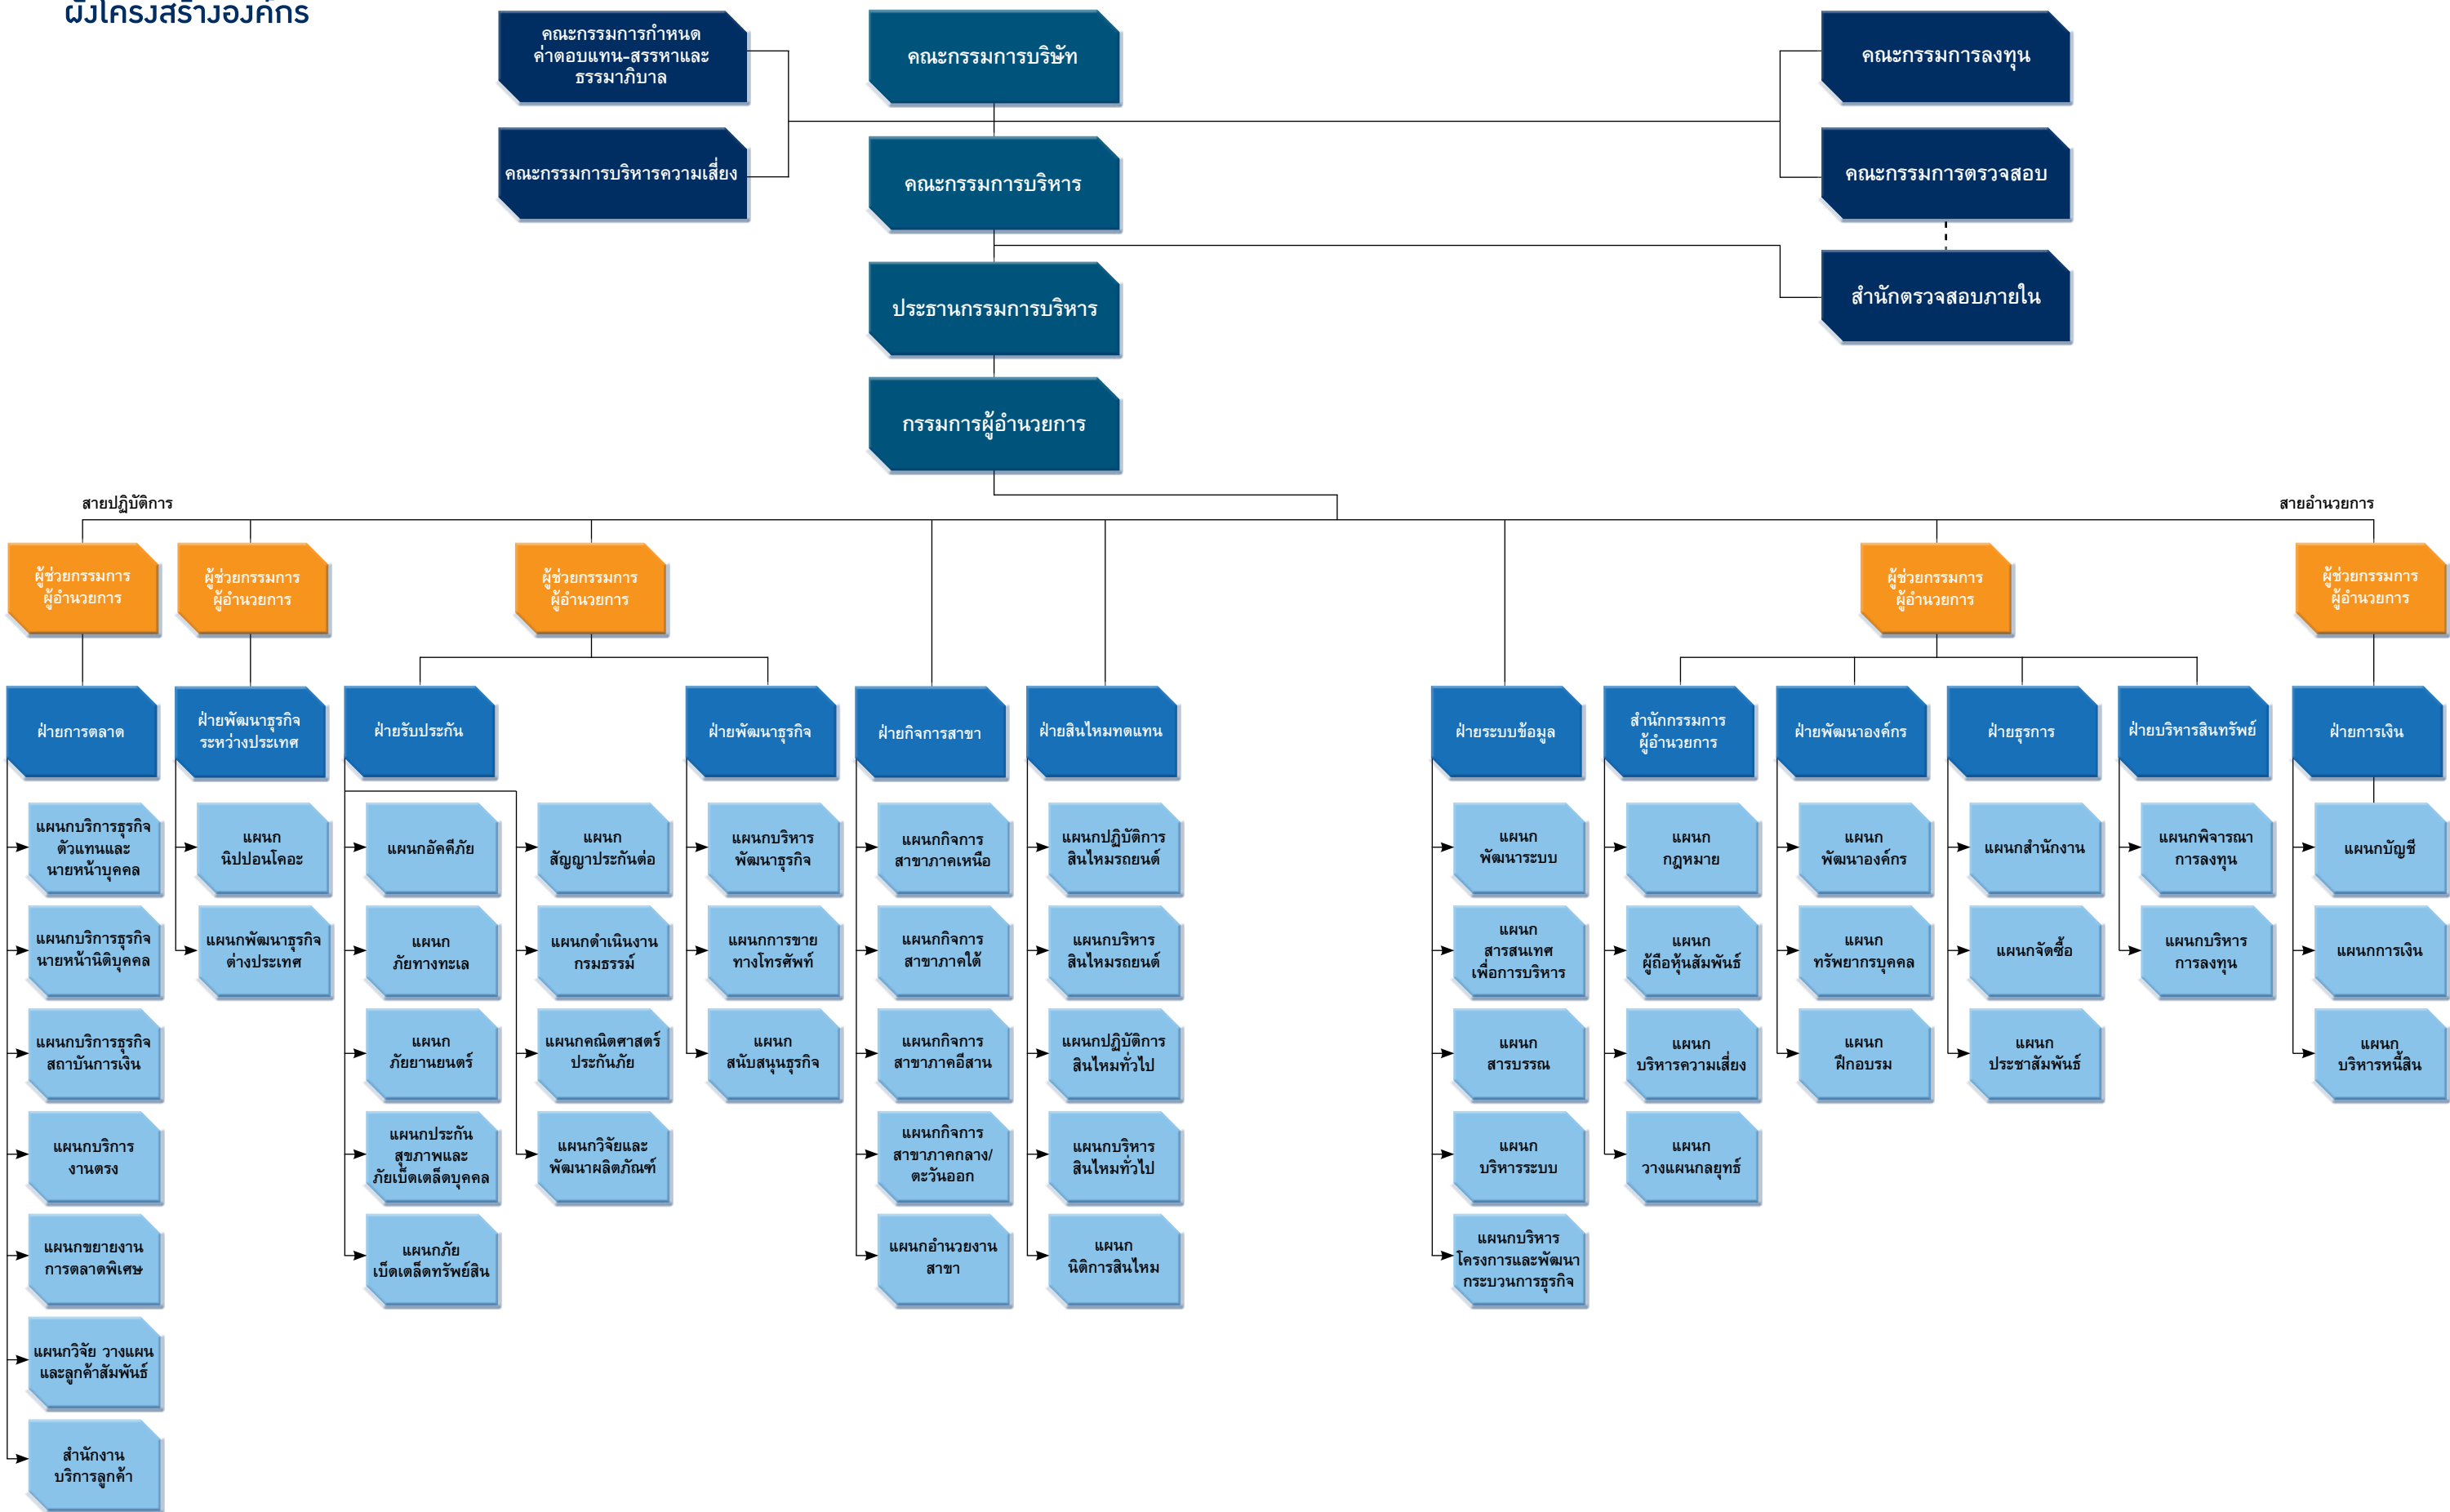 ผังโครงสร้างองค์กร
คณะกรรมการกำหนด
ค่าตอบแทน-สรรหาและ
ธรรมาภิบาล
คณะกรรมการบริษัท
คณะกรรมการลงทุน
คณะกรรมการบริหารความเสี่ยง
คณะกรรมการบริหาร
คณะกรรมการตรวจสอบ
ประธานกรรมการบริหาร
สำนักตรวจสอบภายใน
กรรมการผู้อำนวยการ
สายปฏิบัติการ
สายอำนวยการ
ผู้ช่วยกรรมการ
ผู้อำนวยการ
ผู้ช่วยกรรมการ
ผู้อำนวยการ
ผู้ช่วยกรรมการ
ผู้อำนวยการ
ผู้ช่วยกรรมการ
ผู้อำนวยการ
ผู้ช่วยกรรมการ
ผู้อำนวยการ
ฝ่ายการตลาด
ฝ่ายพัฒนาธุรกิจ
ระหว่างประเทศ
ฝ่ายรับประกัน
ฝ่ายพัฒนาธุรกิจ
ฝ่ายกิจการสาขา
ฝ่ายสินไหมทดแทน
ฝ่ายระบบข้อมูล
สำนักกรรมการ
ผู้อำนวยการ
ฝ่ายพัฒนาองค์กร
ฝ่ายธุรการ
ฝ่ายบริหารสินทรัพย์
ฝ่ายการเงิน
แผนกบริการธุรกิจ
ตัวแทนและ
นายหน้าบุคคล
แผนก
นิปปอนโคอะ
แผนกอัคคีภัย
แผนก
สัญญาประกันต่อ
แผนกบริหาร
พัฒนาธุรกิจ
แผนกกิจการ
สาขาภาคเหนือ
แผนกปฏิบัติการ
สินไหมรถยนต์
แผนก
พัฒนาระบบ
แผนก
กฎหมาย
แผนก
พัฒนาองค์กร
แผนกสำนักงาน
แผนกพิจารณา
การลงทุน
แผนกบัญชี
แผนกบริการธุรกิจ
นายหน้านิติบุคคล
แผนกพัฒนาธุรกิจ
ต่างประเทศ
แผนก
ภัยทางทะเล
แผนกดำเนินงาน
กรมธรรม์
แผนกการขาย
ทางโทรศัพท์
แผนกกิจการ
สาขาภาคใต้
แผนกบริหาร
สินไหมรถยนต์
แผนก
สารสนเทศ
เพื่อการบริหาร
แผนก
ผู้ถือหุ้นสัมพันธ์
แผนก
ทรัพยากรบุคคล
แผนกจัดซื้อ
แผนกบริหาร
การลงทุน
แผนกการเงิน
แผนกบริการธุรกิจ
สถาบันการเงิน
แผนก
ภัยยานยนตร์
แผนกคณิตศาสตร์
ประกันภัย
แผนก
สนับสนุนธุรกิจ
แผนกกิจการ
สาขาภาคอีสาน
แผนกปฏิบัติการ
สินไหมทั่วไป
แผนก
สารบรรณ
แผนก
บริหารความเสี่ยง
แผนก
ฝึกอบรม
แผนก
ประชาสัมพันธ์
แผนก
บริหารหนี้สิน
แผนกบริการ
งานตรง
แผนกประกัน
สุขภาพและ
ภัยเบ็ดเตล็ดบุคคล
แผนกวิจัยและ
พัฒนาผลิตภัณฑ์
แผนกกิจการ
สาขาภาคกลาง/
ตะวันออก
แผนกบริหาร
สินไหมทั่วไป
แผนก
บริหารระบบ
แผนก
วางแผนกลยุทธ์
แผนกขยายงาน
การตลาดพิเศษ
แผนกภัย
เบ็ดเตล็ดทรัพย์สิน
แผนกอำนวยงาน
สาขา
แผนก
นิติการสินไหม
แผนกบริหาร
โครงการและพัฒนา
กระบวนการธุรกิจ
แผนกวิจัย วางแผน
และลูกค้าสัมพันธ์
สำนักงาน
บริการลูกค้า